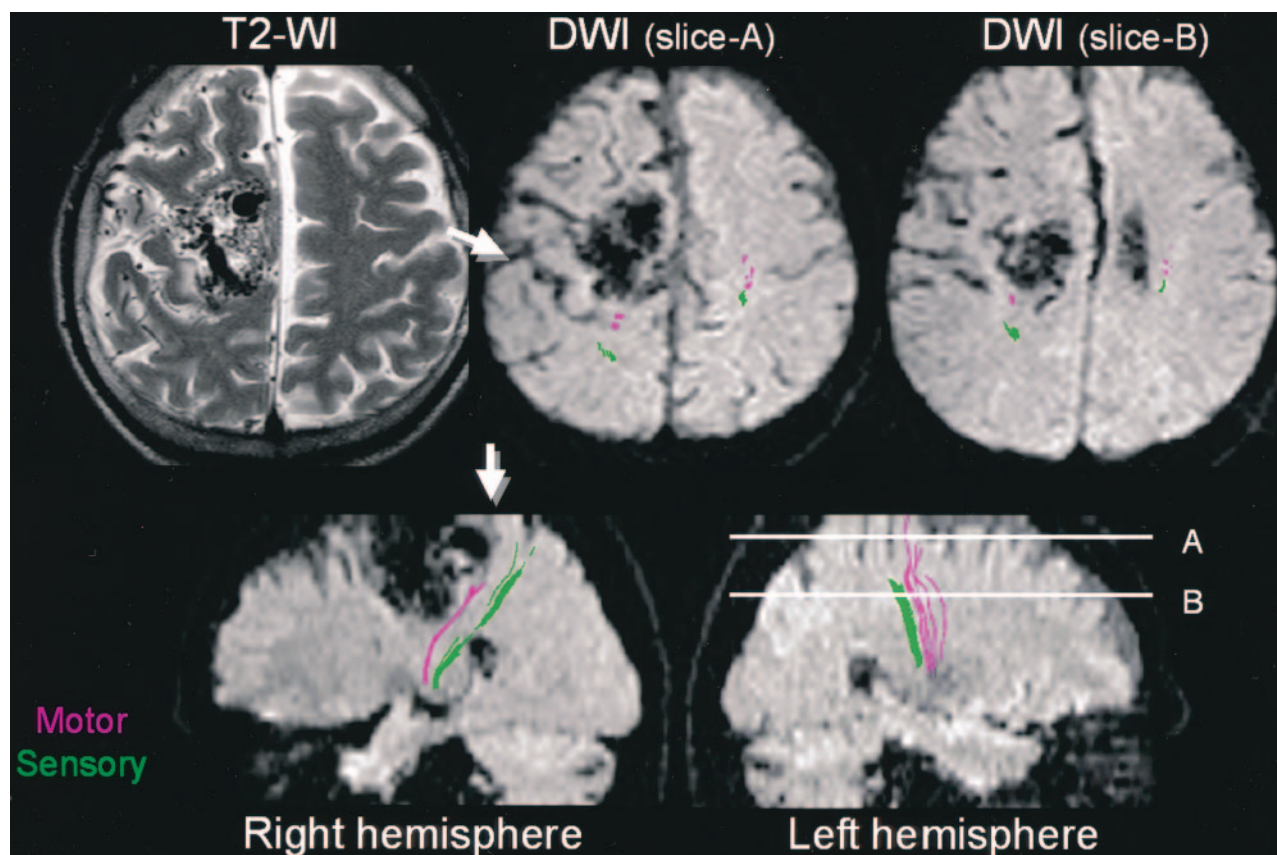 T2-WI
DWI (slice-A)
DWI (slice-B)
A
B
Motor
Sensory
Right hemisphere
Left hemisphere